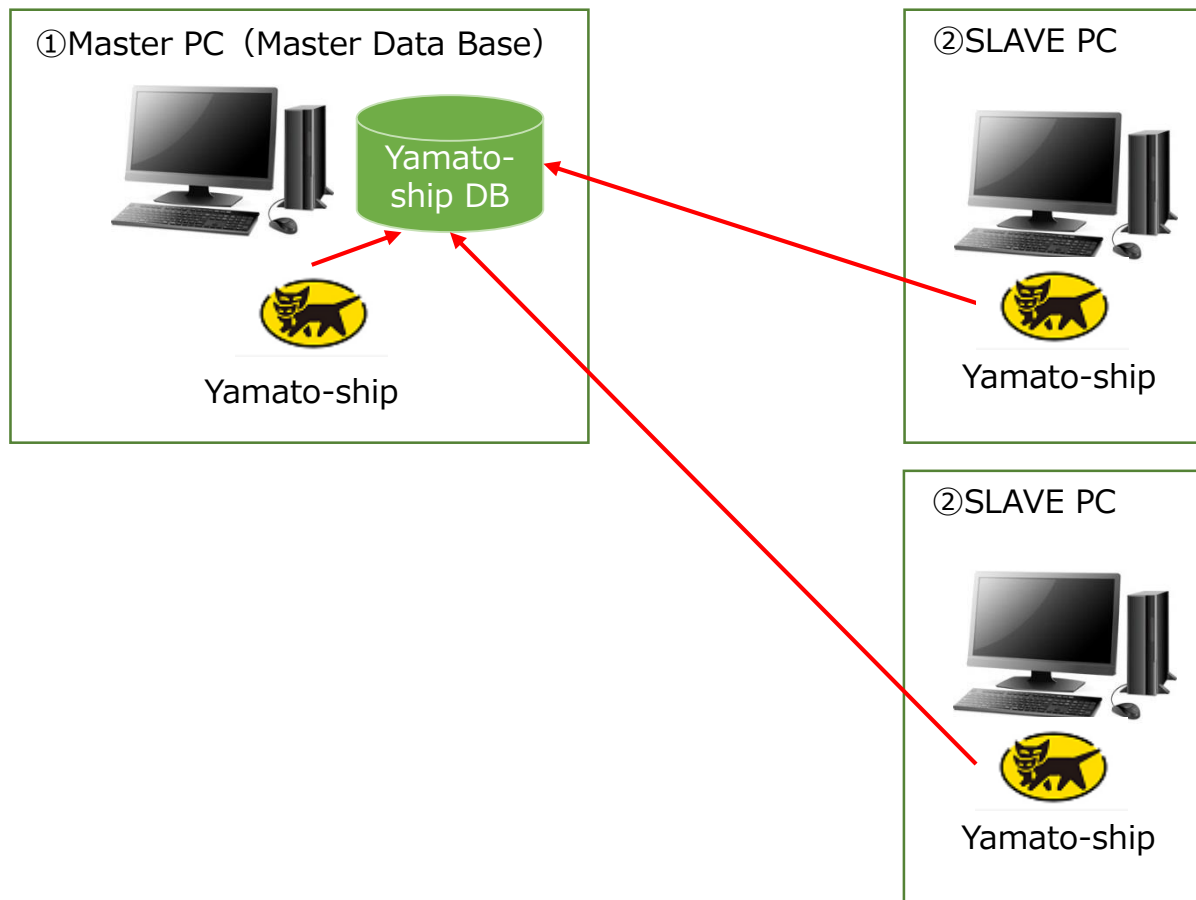 ①Master PC（Master Data Base）
Yamato-
ship DB
Yamato-ship
②SLAVE PC
Yamato-ship
②SLAVE PC
Yamato-ship